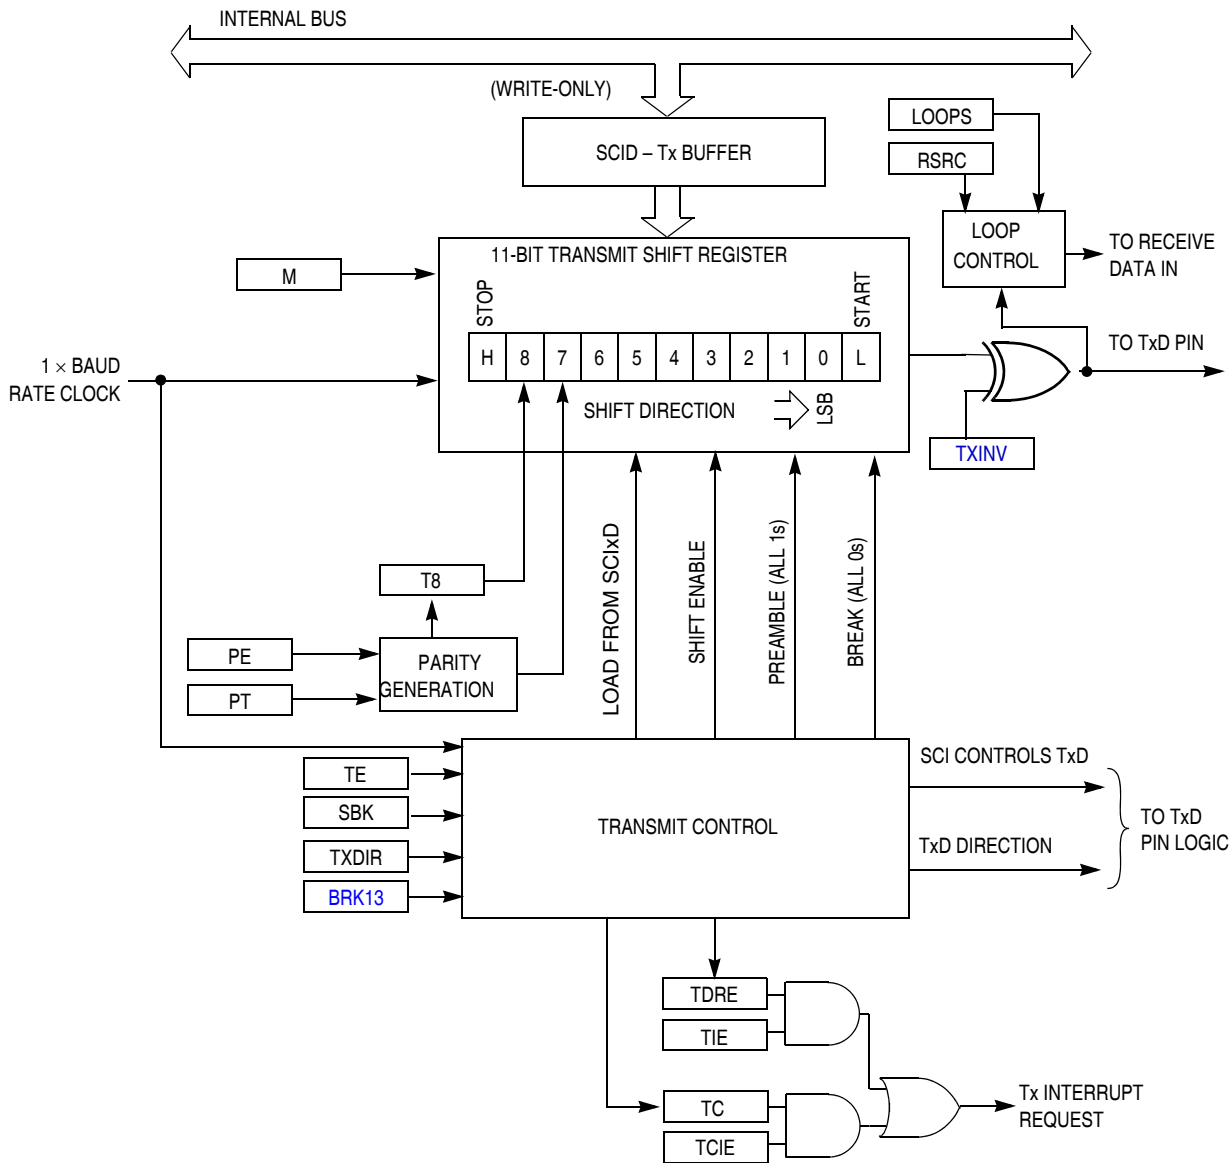 INTERNAL BUS
(WRITE-ONLY)
SCID – Tx BUFFER
LOOPS
RSRC
LOOP
CONTROL
TO RECEIVE
DATA IN
11-BIT TRANSMIT SHIFT REGISTER
M
STOP
START
H 8 7 6 5 4 3 2 1 0 L
TO TxD PIN
1 × BAUD
RATE CLOCK
SHIFT DIRECTION
LSB
TXINV
LOAD FROM SCIxD
SHIFT ENABLE
PREAMBLE (ALL 1s)
BREAK (ALL 0s)
T8
PE
PT
PARITY
GENERATION
TE
SBK
TXDIR
BRK13
TRANSMIT CONTROL
SCI CONTROLS TxD
TxD DIRECTION
TO TxD
PIN LOGIC
TDRE
TIE
TC
TCIE
Tx INTERRUPT
REQUEST